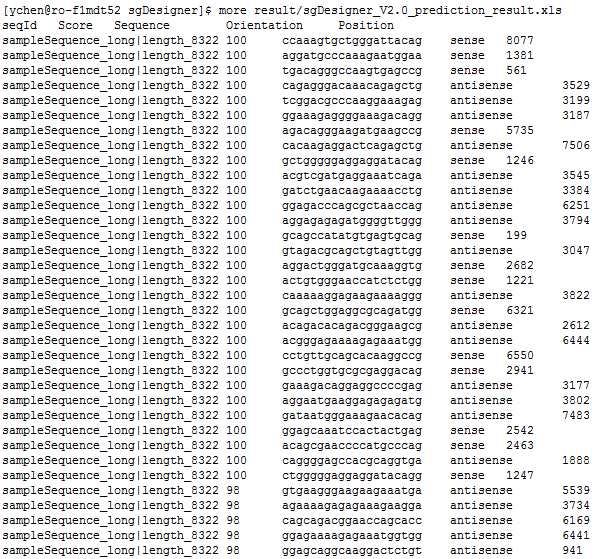 [ychen@ro-flmdt52 sgDesigner]$ more result/sgDesigner_V2.0_prediction_result.xls
seqId Score Sequence Orientation Position
sampleSequence_long|length_8322 100 ccaaagtgctgggattacag sense 8077
sampleSequence_long|length_8322 100 aggatgcccaaagaatggaa sense 1381
sampleSequence_long|length_8322 100 tgacagggccaagtgagccg sense 561
sampleSequence_long|length_8322 100 cagagggacaaacagagctg antisense 3529
sampleSequence_long|length_8322 100 tcggacgcccaaggaaagag antisense 3199
sampleSequence_long|length_8322 100 ggaaagaggggaaagacagg antisense 3187
sampleSequence_long|length_8322 100 agacagggaagatgaagccg sense 5735
sampleSequence_long|length_8322 100 cacaagaggactcagagctg antisense 7506
sampleSequence_long|length_8322 100 gctgggggaggaggatacag sense 1246
sampleSequence_long|length_8322 100 acgtcgatgaggaaatcaga antisense 3545
sampleSequence_long|length_8322 100 gatctgaacaagaaaacctg antisense 3384
sampleSequence_long|length_8322 100 ggagacccagcgctaaccag antisense 6251
sampleSequence_long|length_8322 100 aggagagagatggggttggg antisense 3794
sampleSequence_long|length_8322 100 gcagccatatgtgagtgcag sense 199
sampleSequence_long|length_8322 100 gtagacgcagctgtagttgg antisense 3047
sampleSequence_long|length_8322 100 aggactgggatgcaaaggtg sense 2682
sampleSequence_long|length_8322 100 actgtgggaaccatctctgg sense 1221
sampleSequence_long|length_8322 100 caaaaaggagaagaaaaggg antisense 3822
sampleSequence_long|length_8322 100 agcagctggaggcgcagatgg sense 6321
sampleSequence_long|length_8322 100 acagacacagacgggaagcg antisense 2612
sampleSequence_long|length_8322 100 acgggagaaaagagaaatgg antisense 6444
sampleSequence_long|length_8322 100 cctgttgcagcacaaggccg sense 6550
sampleSequence_long|length_8322 100 gccctggtgcgcgaggacag sense 2941
sampleSequence_long|length_8322 100 gaaagacaggaggccccgag antisense 3177
sampleSequence_long|length_8322 100 aggaatgaaggagagagatg antisense 3802
sampleSequence_long|length_8322 100 gataatgggaaagaacacag antisense 7483
sampleSequence_long|length_8322 100 ggagcaaatccactactgag sense 2542
sampleSequence_long|length_8322 100 acagcgaaccccatgcccag sense 2463
sampleSequence_long|length_8322 100 caggggagccacgcaggtga antisense 1888
sampleSequence_long|length_8322 100 ctgggggaggaggatacagg sense 1247
sampleSequence_long|length_8322 98 gtgaagggaagaagaaatga antisense 5539
sampleSequence_long|length_8322 98 agaaaagagagaaagaagga antisense 3734
sampleSequence_long|length_8322 98 cagcagacggaaccagcacc antisense 6169
sampleSequence_long|length_8322 98 ggagaaaagagaaatggtgg antisense 6441
sampleSequence_long|length_8322 98 ggagcaggcaaggactctgt antisense 941